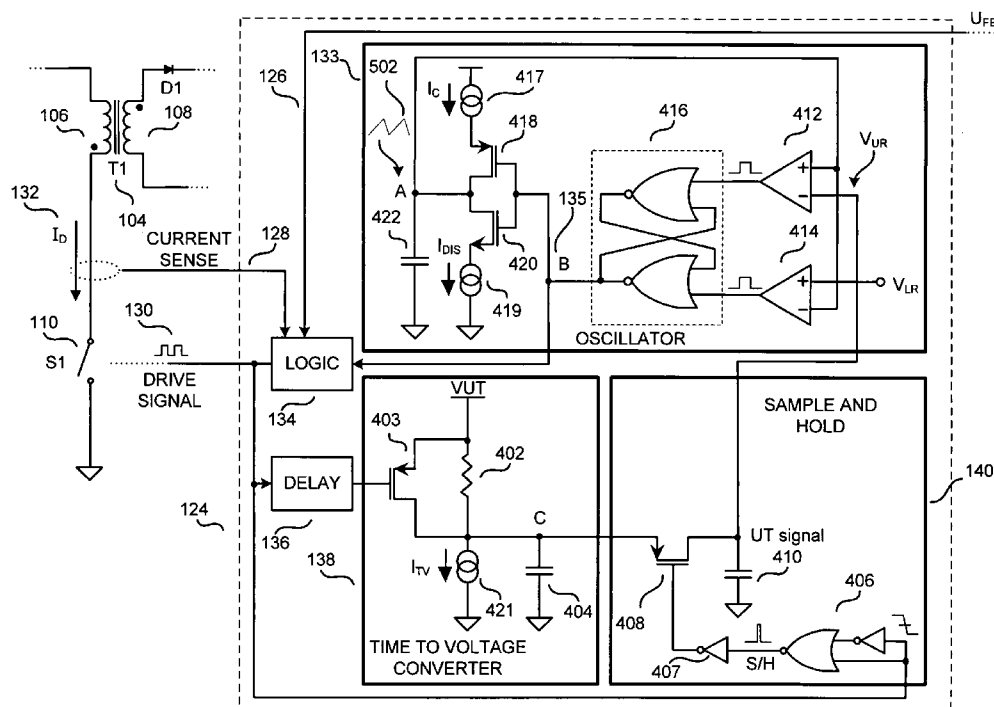 U_FB
133
502
126
I_C
417
418
416
412
V_UR
D1
106
108
T1
104
A
135
132
I_D
CURRENT
SENSE
128
422
I_DIS
420
419
B
414
+
−
+
−
V_LR
OSCILLATOR
110
S1
130
DRIVE
SIGNAL
LOGIC
134
VUT
403
402
SAMPLE AND
HOLD
140
DELAY
136
124
138
C
I_TV
421
404
UT signal
410
408
406
407
S/H
TIME TO VOLTAGE
CONVERTER